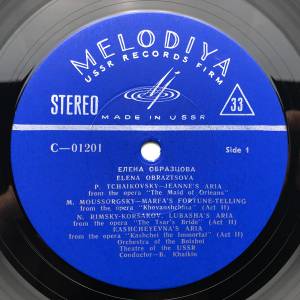 MELODIYA
USSR RECORDS FIRM
STEREO
33
MADE IN USSR
С—01201
Side 1
ЕЛЕНА ОБРАЗЦОВА
ELENA OBRAZTSOVA
P. TCHAIKOVSKY—JEANNE'S ARIA
from the opera "The Maid of Orleans"
M. MOUSSORGSKY—MARFA'S FORTUNE-TELLING
from the opera "Khovanshchina" (Act II)
N. RIMSKY-KORSAKOV. LUBASHA'S ARIA
from the opera "The Tsar's Bride" (Act II)
KASHCHEYEVNA'S ARIA
from the opera "Kashchei the Immortal" (Act II)
Orchestra of the Bolshoi
Theatre of the USSR
Conductor—B. Khaikin